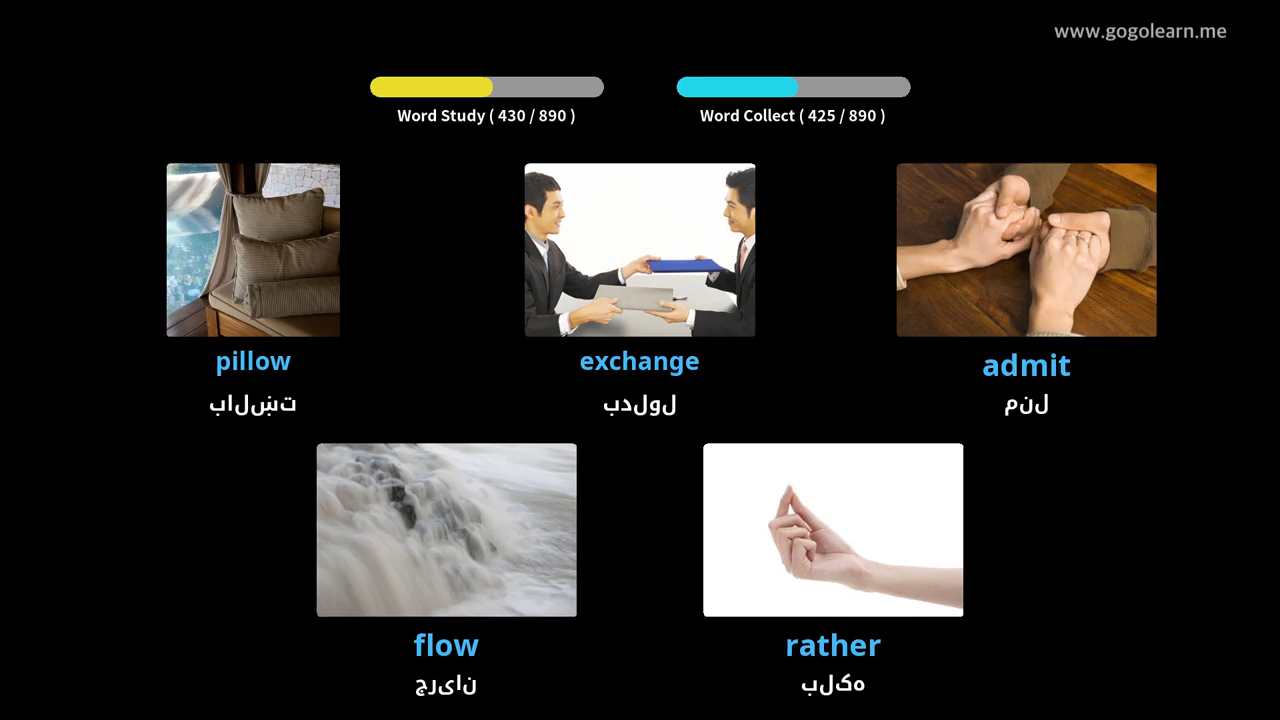 www.gogolearn.me
Word Study ( 430 / 890 )
Word Collect ( 425 / 890 )
pillow
exchange
admit
بالښت
بدلول
منل
flow
rather
جریان
بلکه